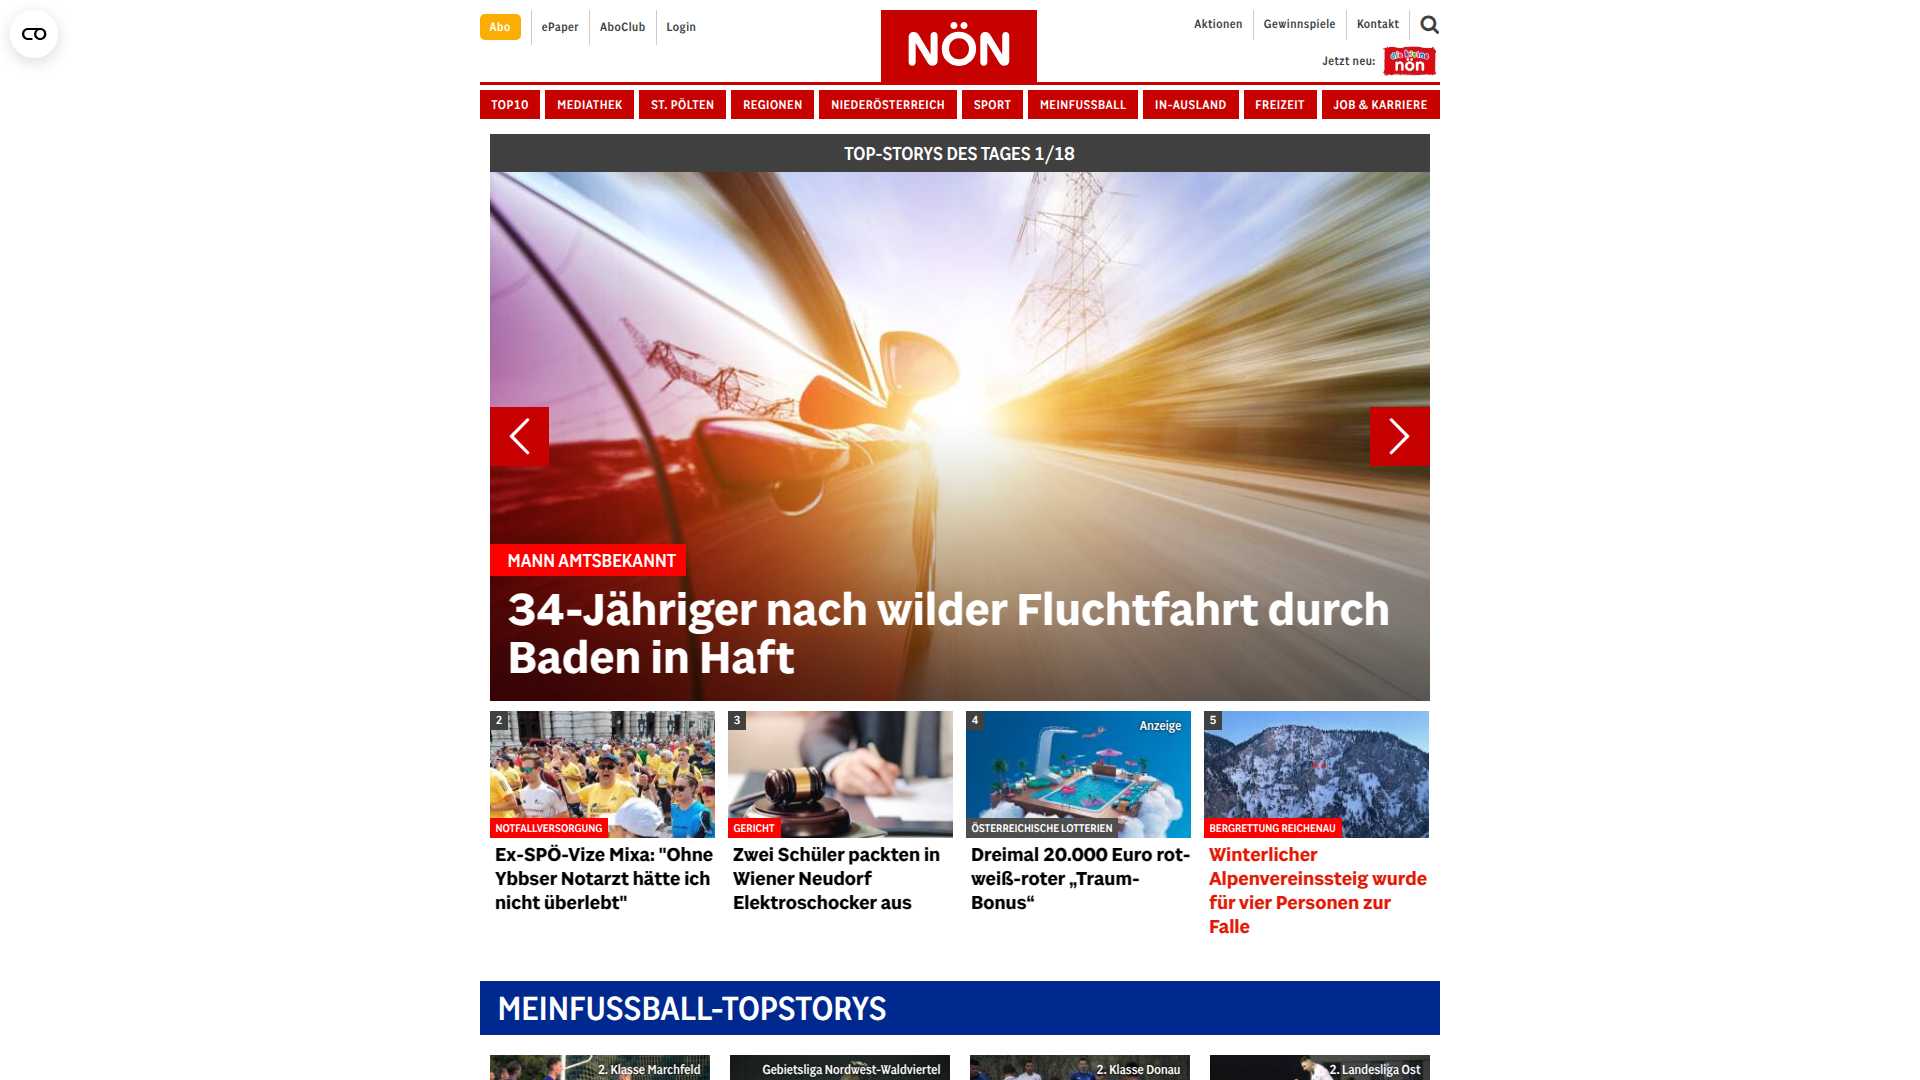 Abo
ePaper
AboClub
Login
NÖN
Aktionen
Gewinnspiele
Kontakt
Jetzt neu:
die kleine
nön
TOP10
MEDIATHEK
ST. PÖLTEN
REGIONEN
NIEDERÖSTERREICH
SPORT
MEINFUSSBALL
IN-AUSLAND
FREIZEIT
JOB & KARRIERE
TOP-STORYS DES TAGES 1/18
MANN AMTSBEKANNT
34-Jähriger nach wilder Fluchtfahrt durch
Baden in Haft
2
NOTFALLVERSORGUNG
Ex-SPÖ-Vize Mixa: "Ohne
Ybbser Notarzt hätte ich
nicht überlebt"
3
GERICHT
Zwei Schüler packten in
Wiener Neudorf
Elektroschocker aus
4
Anzeige
ÖSTERREICHISCHE LOTTERIEN
Dreimal 20.000 Euro rot-
weiß-roter „Traum-
Bonus“
5
BERGRETTUNG REICHENAU
Winterlicher
Alpenvereinssteig wurde
für vier Personen zur
Falle
MEINFUSSBALL-TOPSTORYS
2. Klasse Marchfeld
Gebietsliga Nordwest-Waldviertel
2. Klasse Donau
2. Landesliga Ost